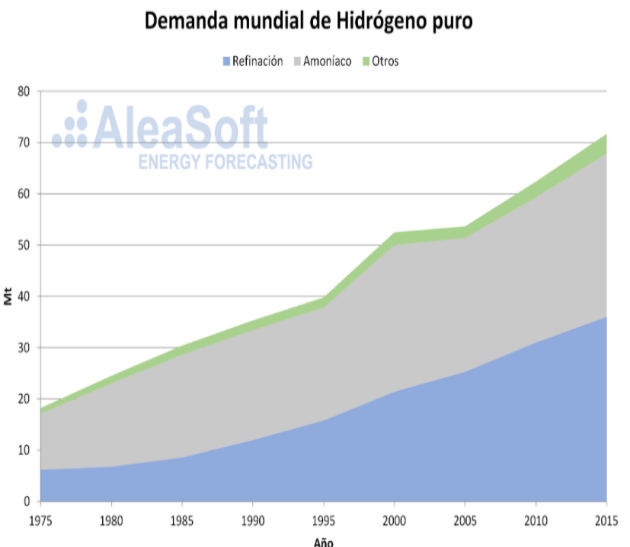 Demanda mundial de Hidrógeno puro
Refinación Amoníaco Otros
AleaSoft
ENERGY FORECASTING
80
70
60
50
40
30
20
10
0
Mt
1975 1980 1985 1990 1995 2000 2005 2010 2015
Año